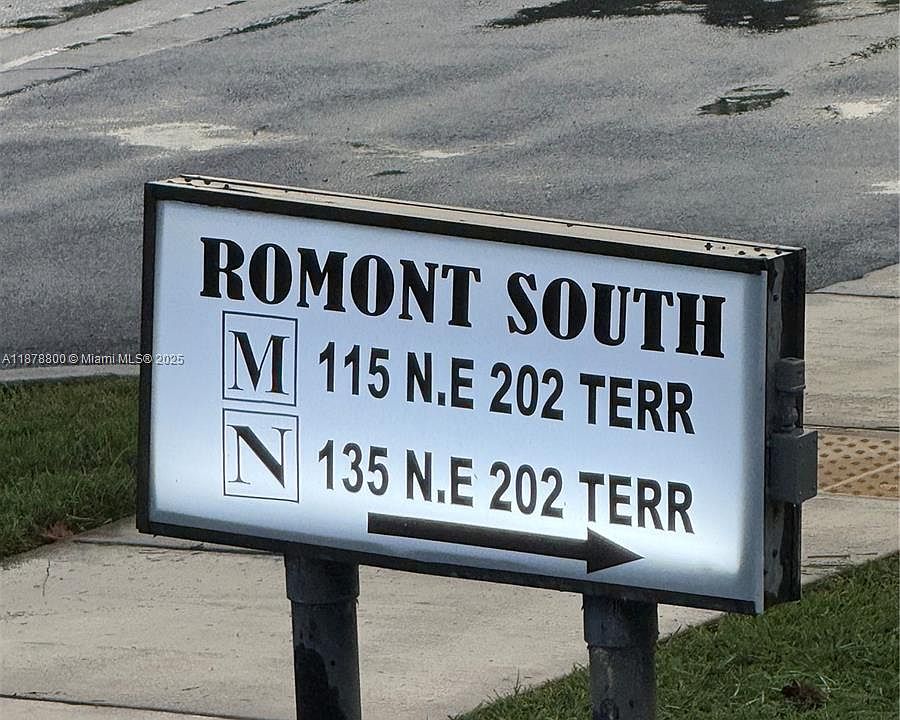 ROMONT SOUTH
M 115 N.E 202 TERR
N 135 N.E 202 TERR
A11878800 © Miami MLS® 2025